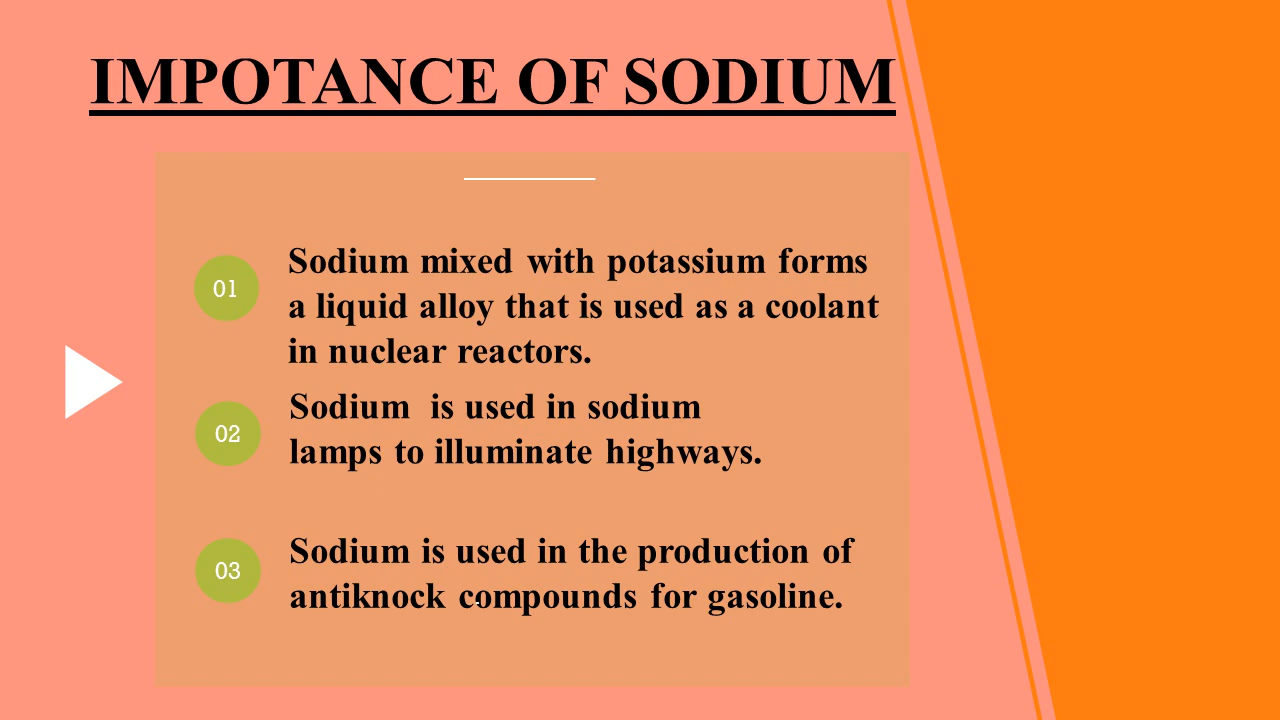 IMPOTANCE OF SODIUM
01
Sodium mixed with potassium forms
a liquid alloy that is used as a coolant
in nuclear reactors.
02
Sodium  is used in sodium
lamps to illuminate highways.
03
Sodium is used in the production of
antiknock compounds for gasoline.